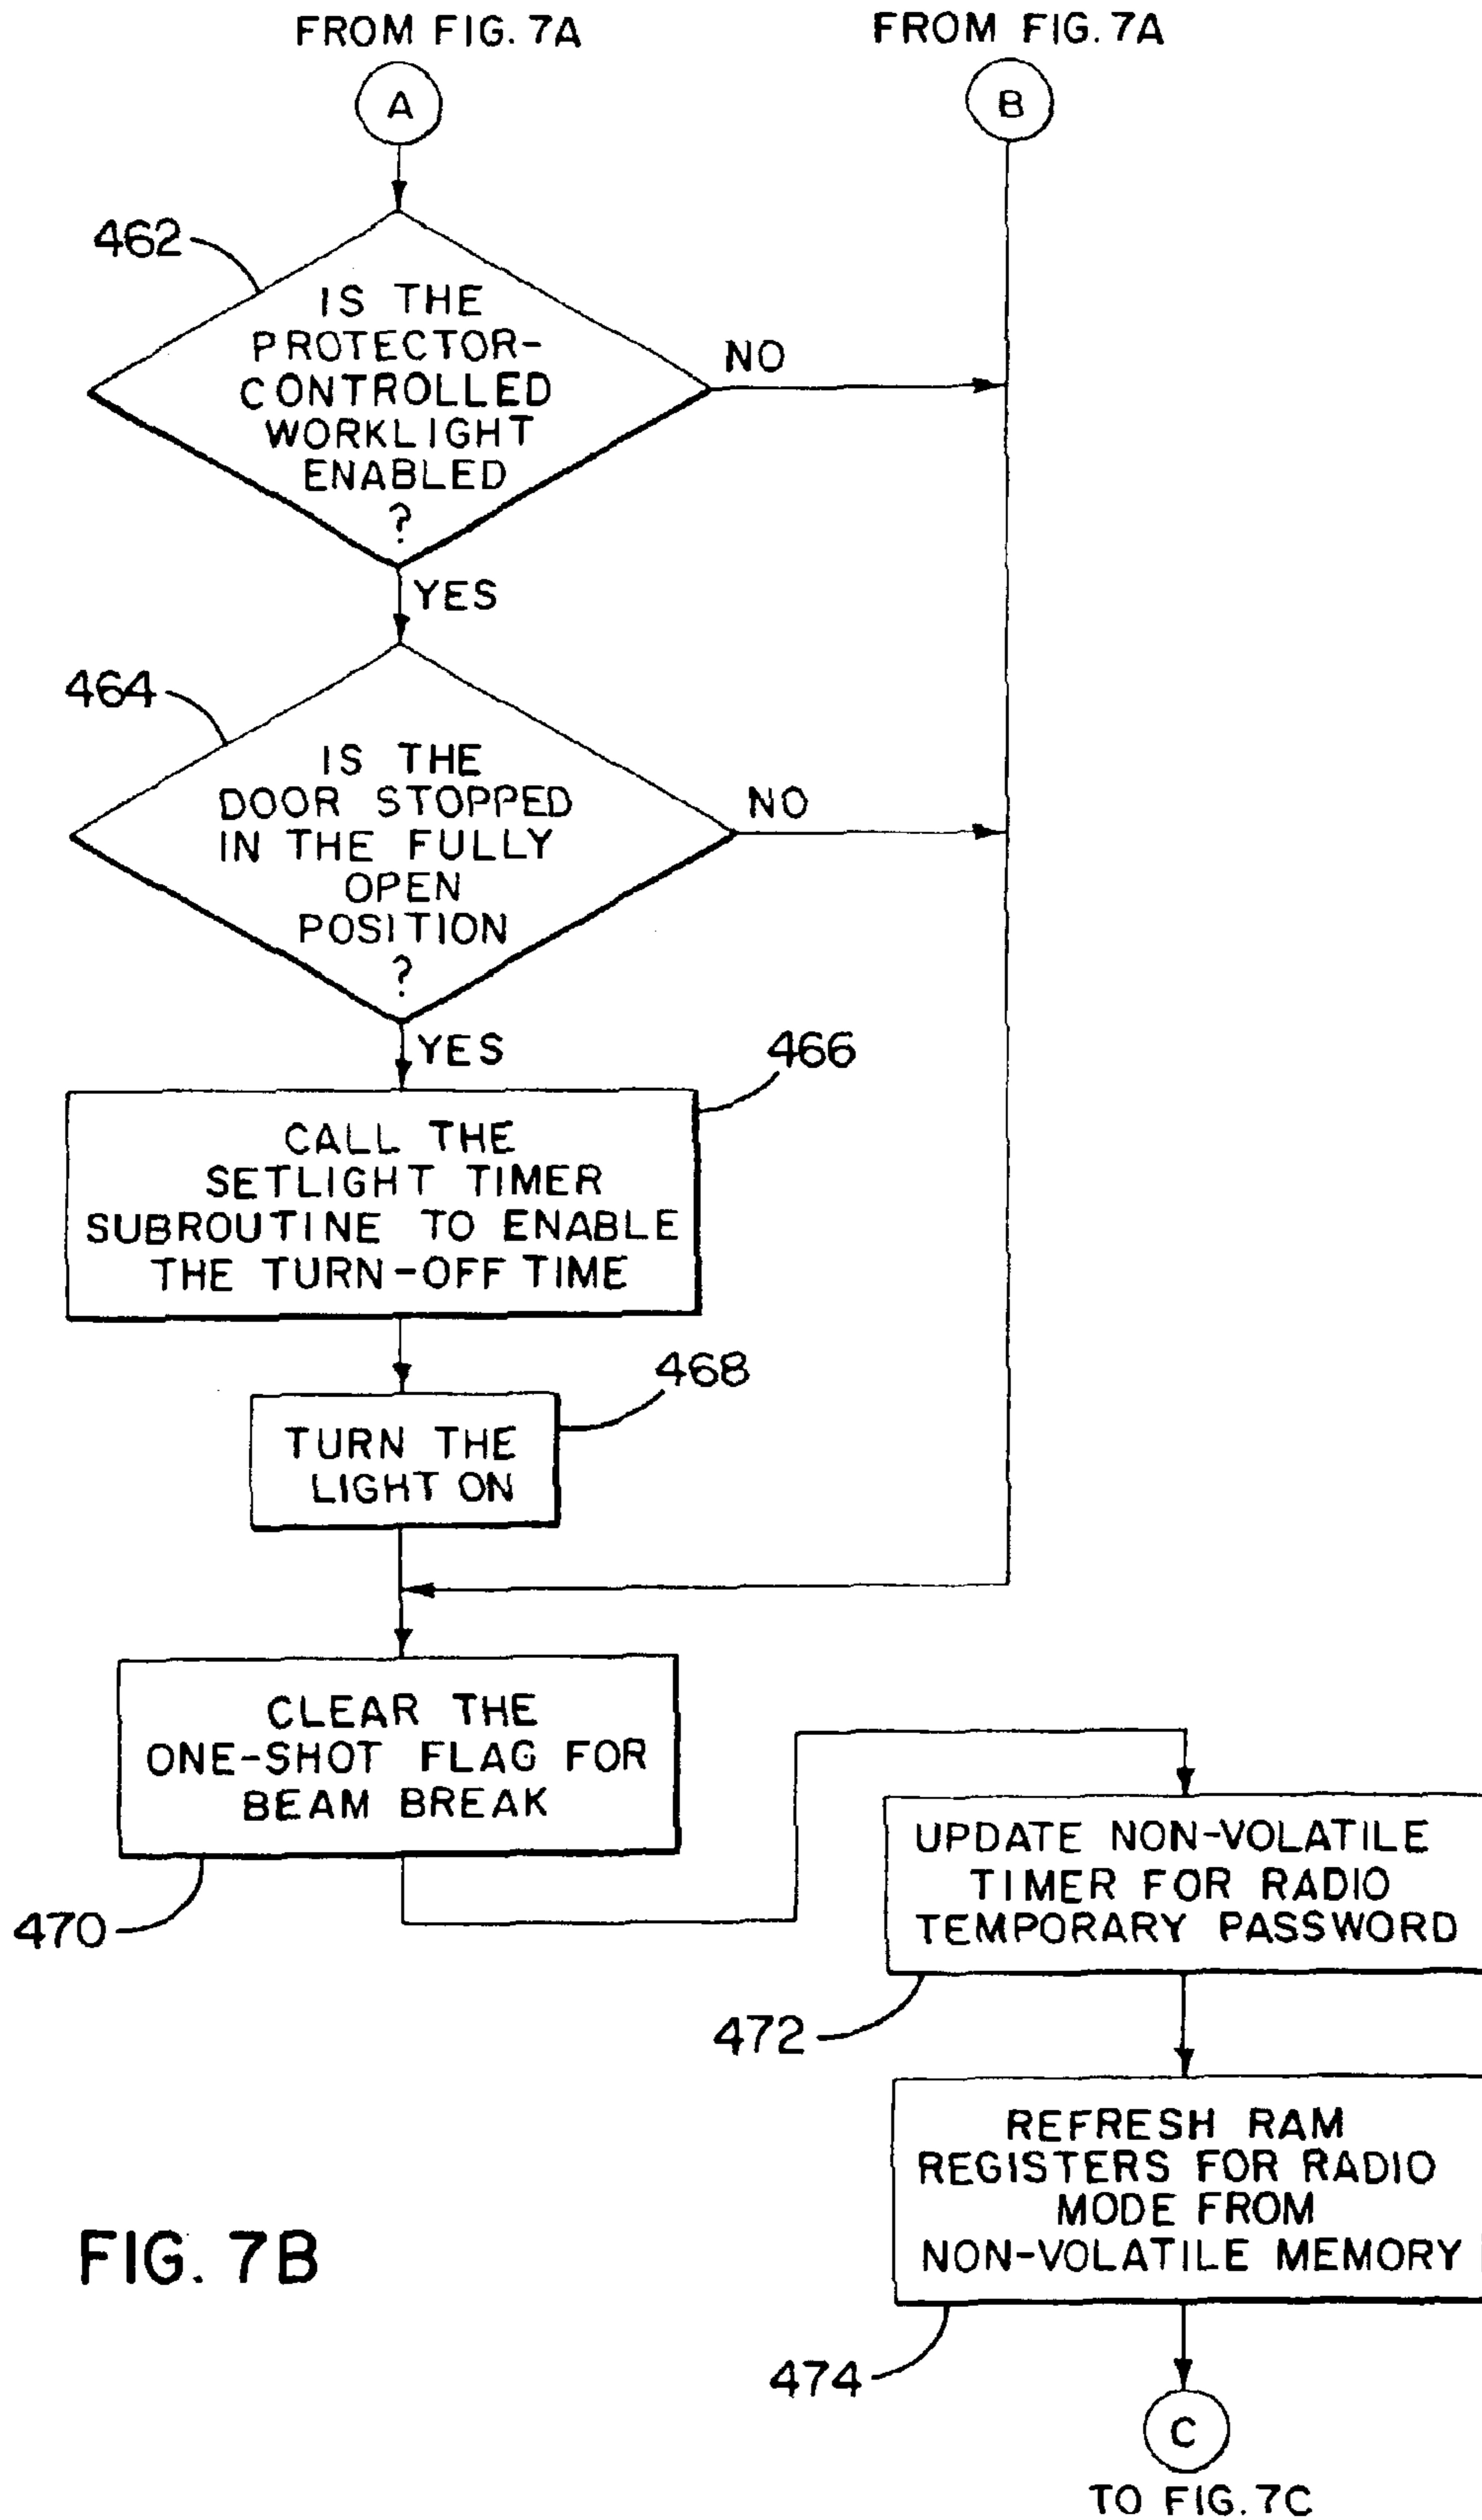 FROM FIG. 7A
A
FROM FIG. 7A
B
462
IS THE
PROTECTOR-
CONTROLLED
WORKLIGHT
ENABLED
?
NO
YES
464
IS THE
DOOR STOPPED
IN THE FULLY
OPEN
POSITION
?
NO
YES
466
CALL THE
SETLIGHT TIMER
SUBROUTINE TO ENABLE
THE TURN-OFF TIME
468
TURN THE
LIGHT ON
CLEAR THE
ONE-SHOT FLAG FOR
BEAM BREAK
470
UPDATE NON-VOLATILE
TIMER FOR RADIO
TEMPORARY PASSWORD
472
REFRESH RAM
REGISTERS FOR RADIO
MODE FROM
NON-VOLATILE MEMORY
474
C
TO FIG. 7C
FIG. 7B